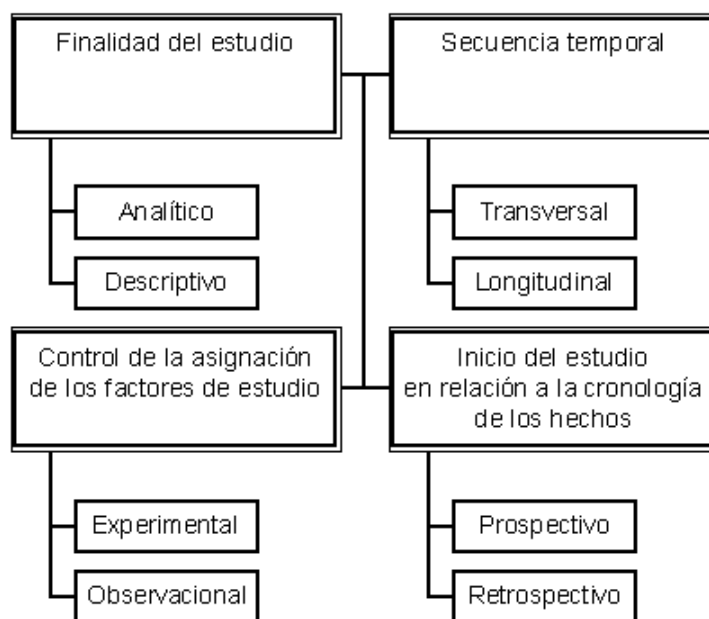 Finalidad del estudio
Secuencia temporal
Analítico
Descriptivo
Transversal
Longitudinal
Control de la asignación
de los factores de estudio
Inicio del estudio
en relación a la cronología
de los hechos
Experimental
Observacional
Prospectivo
Retrospectivo